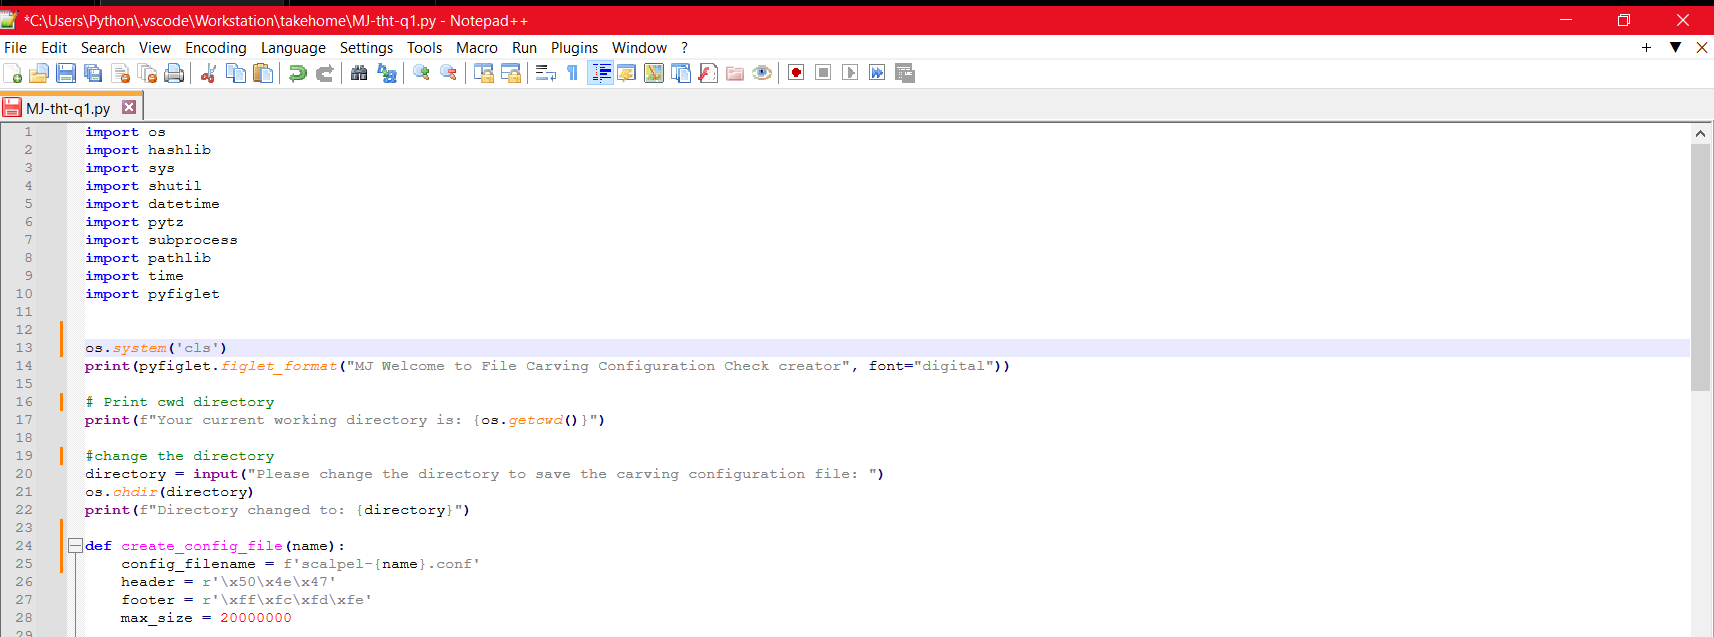 *C:\Users\Python\.vscode\Workstation\takehome\MJ-tht-q1.py - Notepad++
File Edit Search View Encoding Language Settings Tools Macro Run Plugins Window ?
MJ-tht-q1.py
1 import os
2 import hashlib
3 import sys
4 import shutil
5 import datetime
6 import pytz
7 import subprocess
8 import pathlib
9 import time
10 import pyfiglet
11
12
13 os.system('cls')
14 print(pyfiglet.figlet_format("MJ Welcome to File Carving Configuration Check creator", font="digital"))
15
16 # Print cwd directory
17 print(f"Your current working directory is: {os.getcwd()}")
18
19 #change the directory
20 directory = input("Please change the directory to save the carving configuration file: ")
21 os.chdir(directory)
22 print(f"Directory changed to: {directory}")
23
24 def create_config_file(name):
25 config_filename = f'scalpel-{name}.conf'
26 header = r'\x50\x4e\x47'
27 footer = r'\xff\xfc\xfd\xfe'
28 max_size = 20000000
29